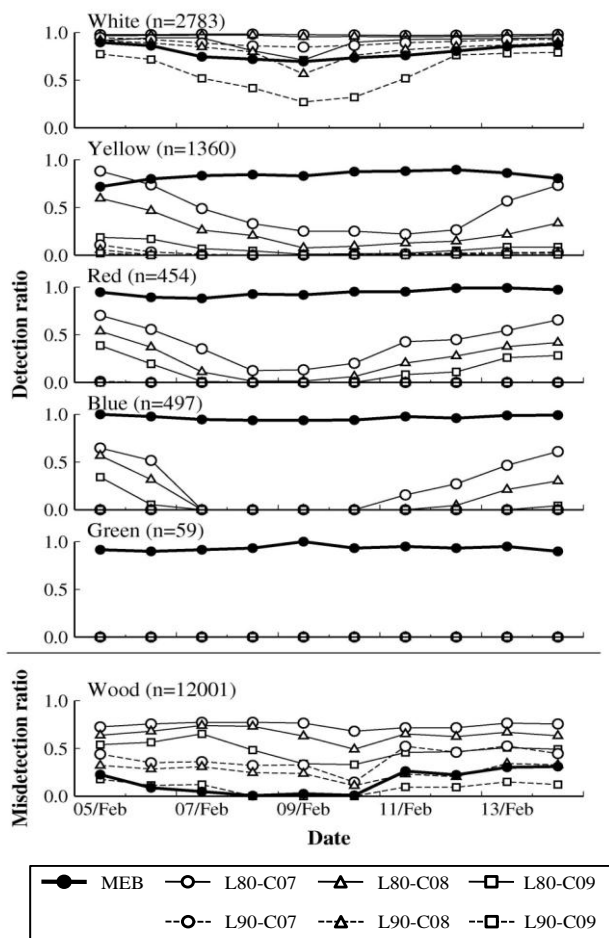 White (n=2783)
1.0
0.5
0.0
Yellow (n=1360)
1.0
0.5
0.0
Red (n=454)
1.0
0.5
0.0
Blue (n=497)
1.0
0.5
0.0
Green (n=59)
1.0
0.5
0.0
Detection ratio
Wood (n=12001)
1.0
0.5
0.0
Misdetection ratio
05/Feb 07/Feb 09/Feb 11/Feb 13/Feb
Date
MEB L80-C07 L80-C08 L80-C09
L90-C07 L90-C08 L90-C09